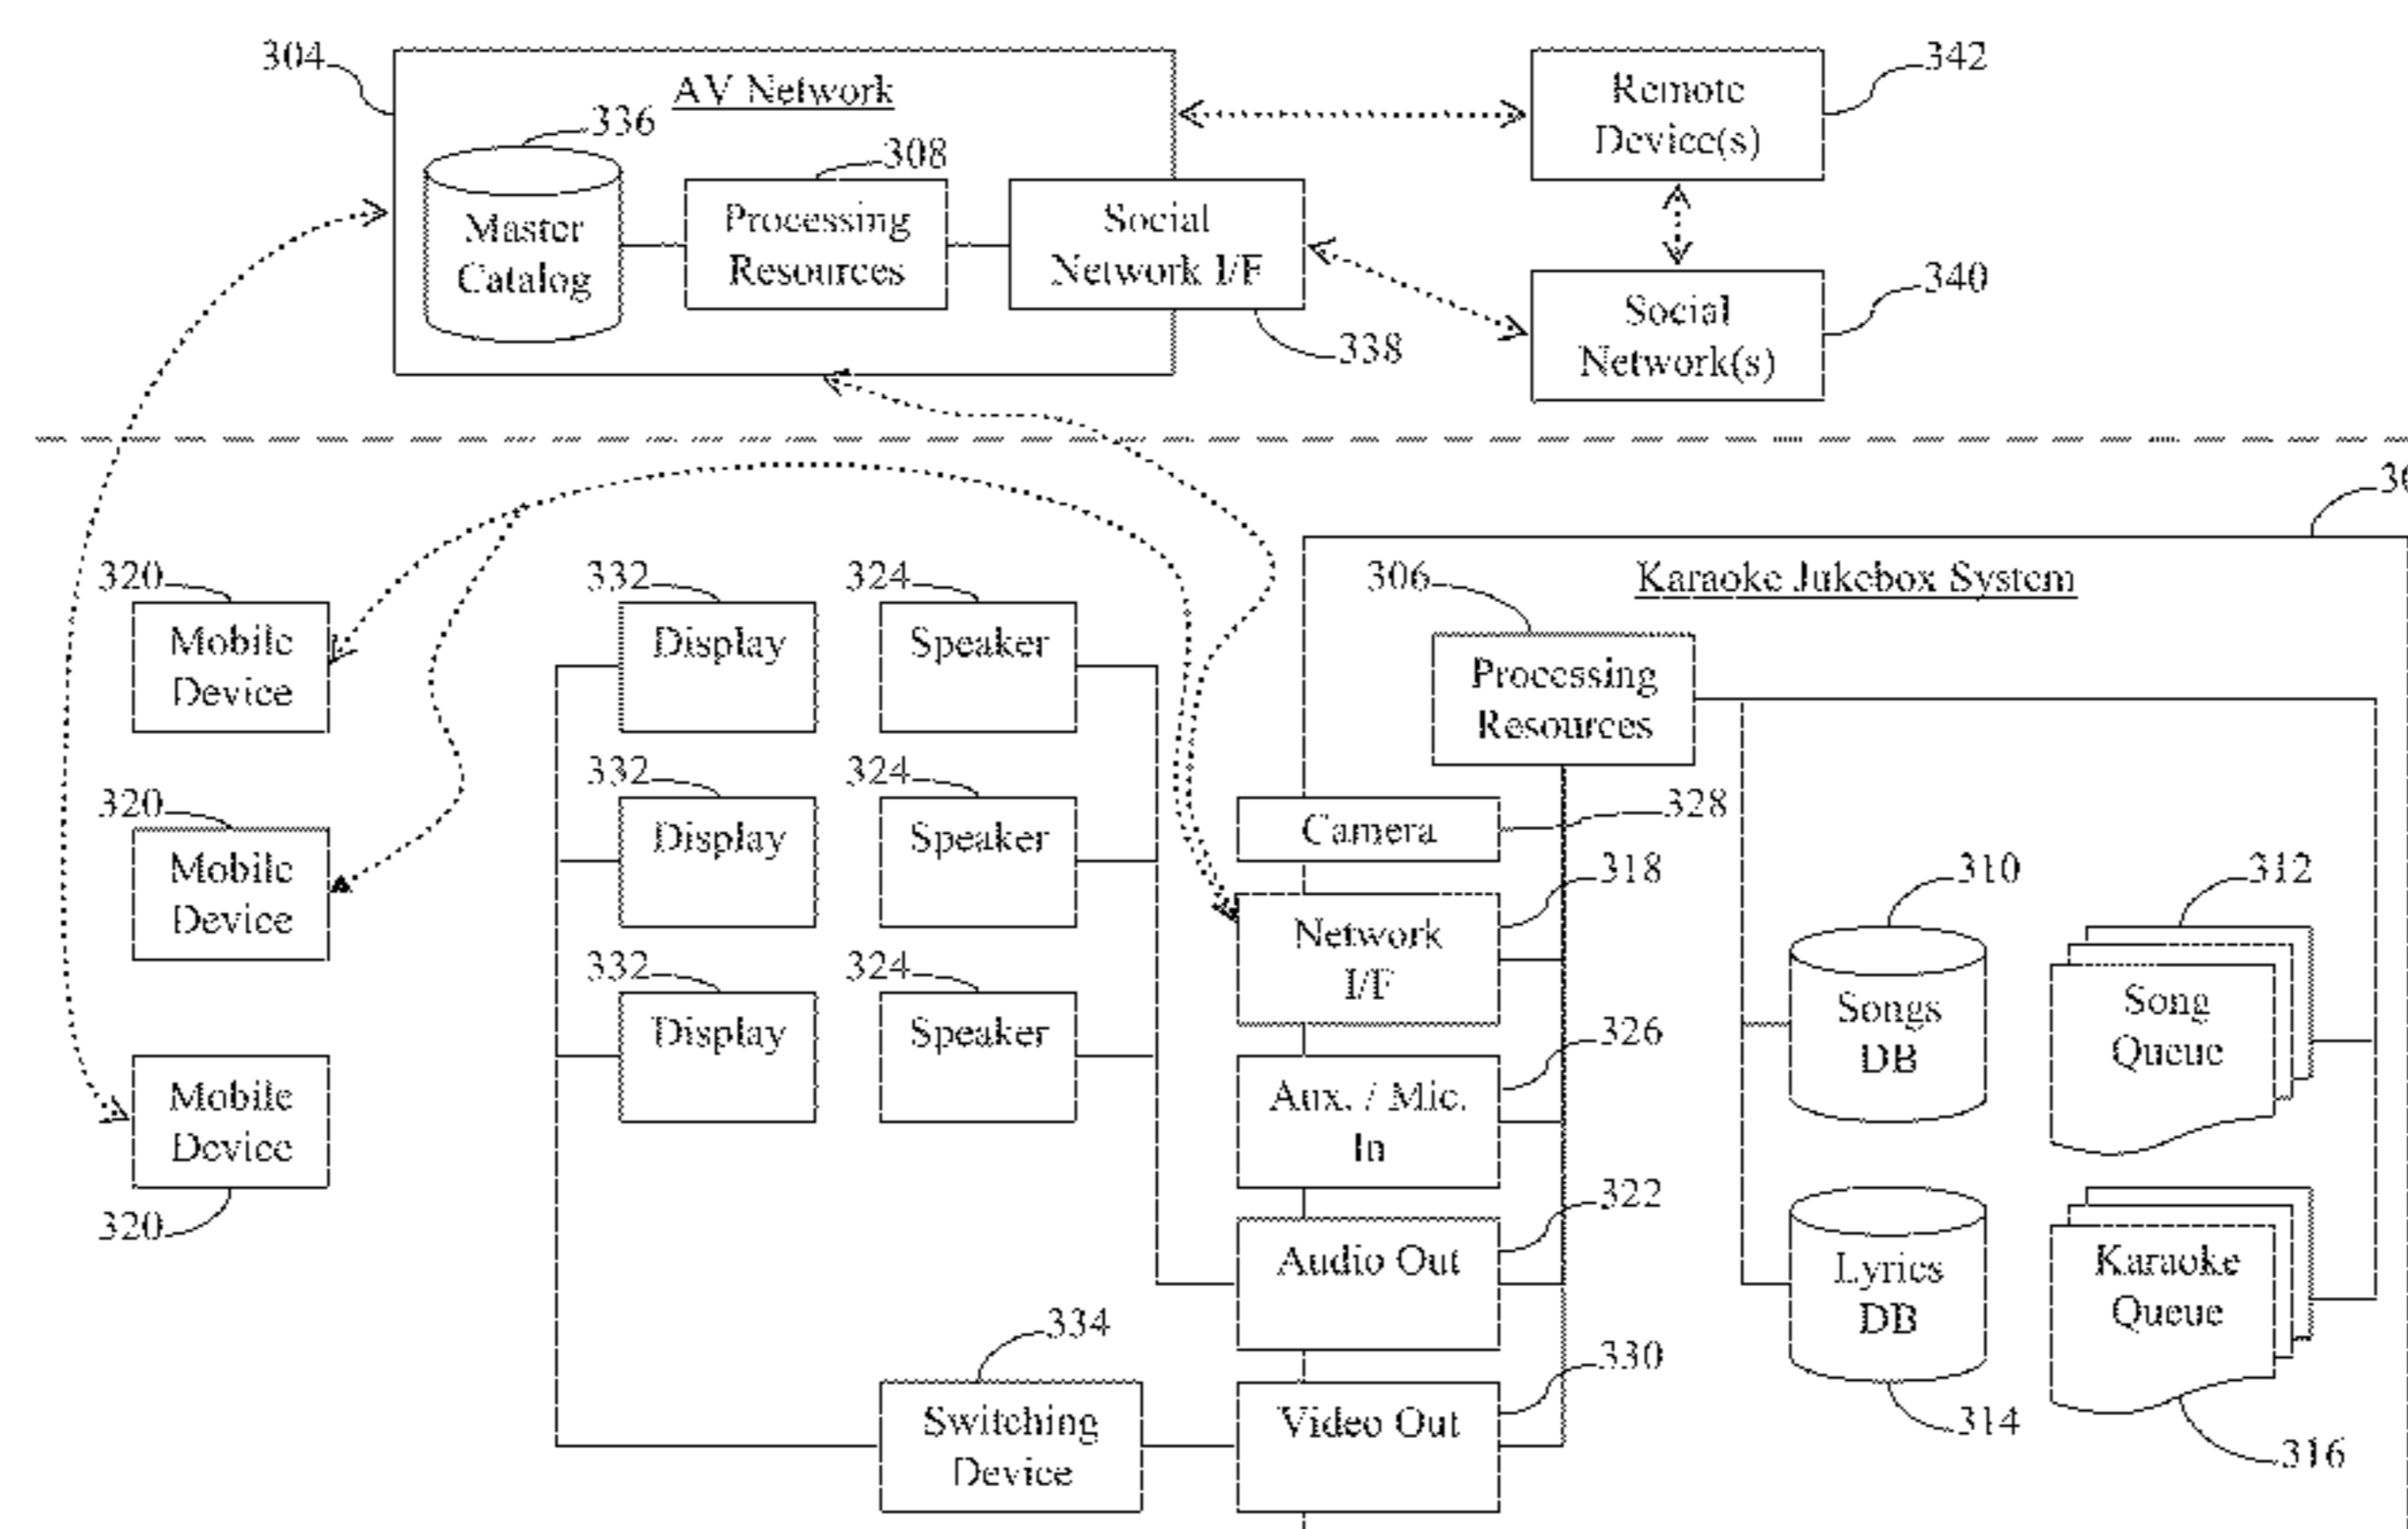 304
AV Network
336
308
Master
Catalog
Processing
Resources
Social
Network I/F
338
Remote
Device(s)
342
Social
Network(s)
340
320
Mobile
Device
320
Mobile
Device
Mobile
Device
320
332
Display
332
Display
332
Display
324
Speaker
324
Speaker
324
Speaker
334
Switching
Device
Karaoke Jukebox System
306
Processing
Resources
Camera
328
Network
I/F
318
Aux. / Mic.
In
326
Audio Out
322
Video Out
330
310
Songs
DB
312
Song
Queue
Lyrics
DB
314
Karaoke
Queue
316